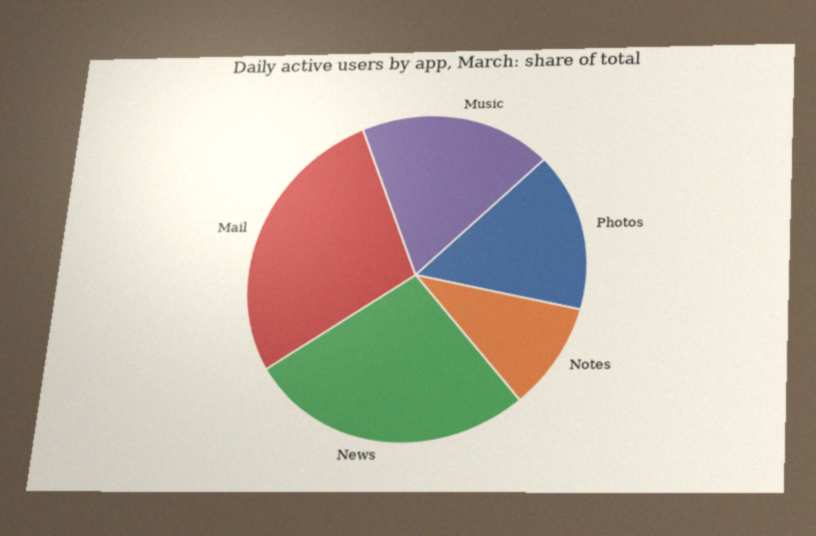 Daily active users by app, March: share of total
Music
Mail
Photos
Notes
News